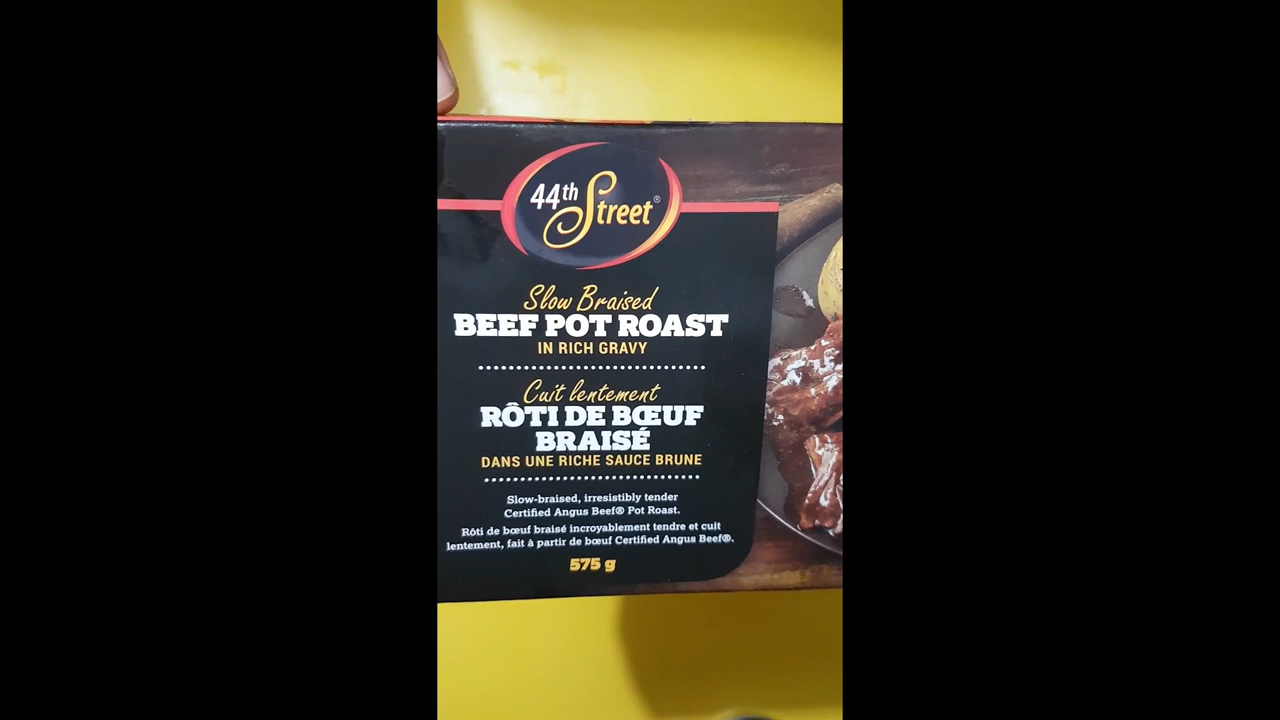 44th
Street®
Slow Braised
BEEF POT ROAST
IN RICH GRAVY
Cuit lentement
RÔTI DE BŒUF
BRAISÉ
DANS UNE RICHE SAUCE BRUNE
Slow-braised, irresistibly tender
Certified Angus Beef® Pot Roast.
Rôti de bœuf braisé incroyablement tendre et cuit
lentement, fait à partir de bœuf Certified Angus Beef®.
575 g